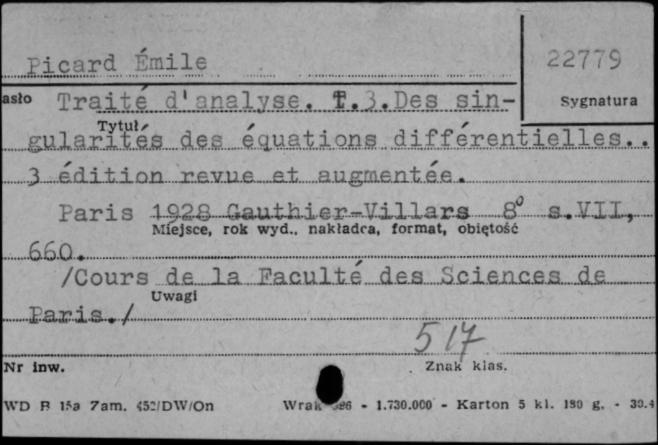 Picard Émile
22779
asło Traité d'analyse. T.3.Des sin-
Sygnatura
Tytuł
gularités des équations différentielles..
3 édition revue et augmentée.
Paris 1928 Gauthier-Villars 8° s.VII,
Miejsce, rok wyd., nakładca, format, objętość
660.
/Cours de la Faculté des Sciences de
Uwagi
Paris./
517
Nr inw.
Znak klas.
WD B 15a Zam. 452/DW/On Wrak - 1.730.000 - Karton 5 kl. 180 g. - 30.4